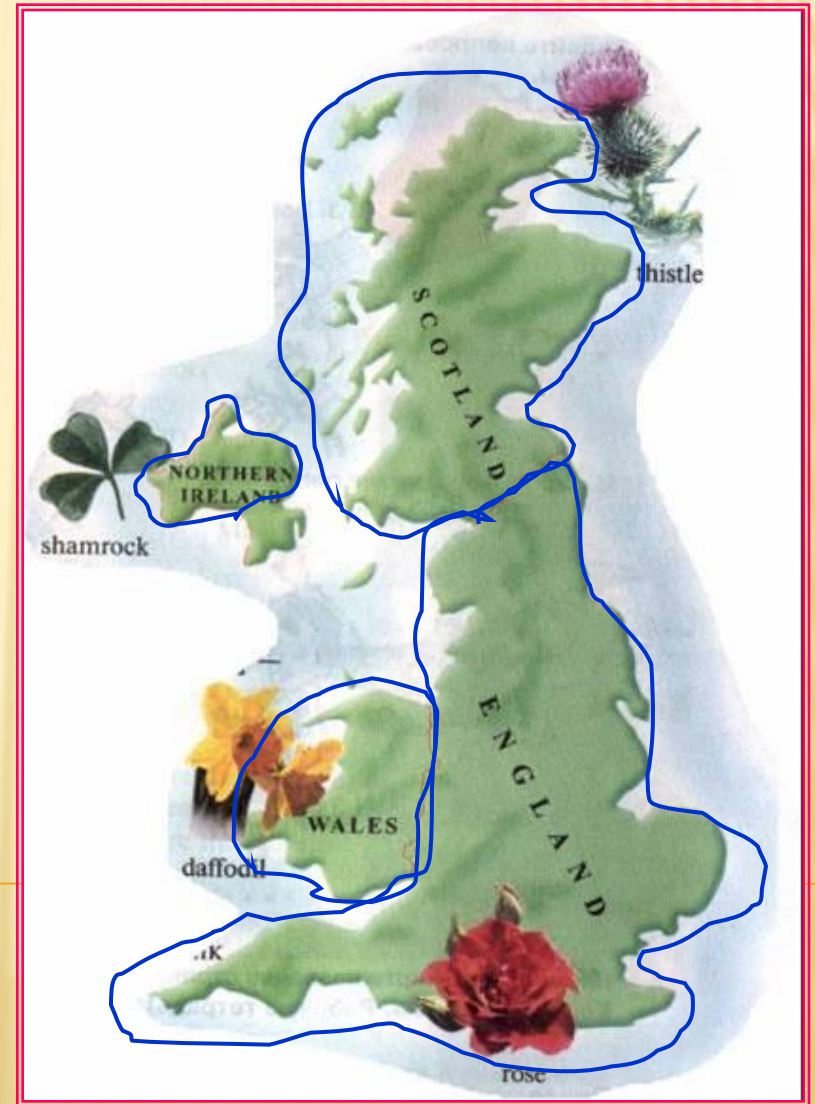 thistle
SCOTLAND
NORTHERN
IRELAND
shamrock
ENGLAND
WALES
daffodil
rose